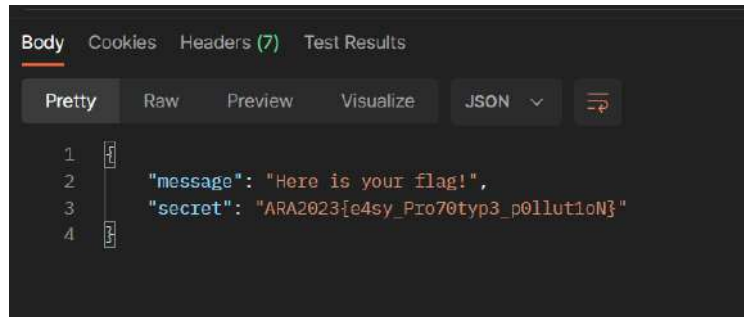 Body Cookies Headers (7) Test Results
Pretty Raw Preview Visualize JSON
1 {
2 "message": "Here is your flag!",
3 "secret": "ARA2023{e4sy_Pro70typ3_p0llut1oN}"
4 }